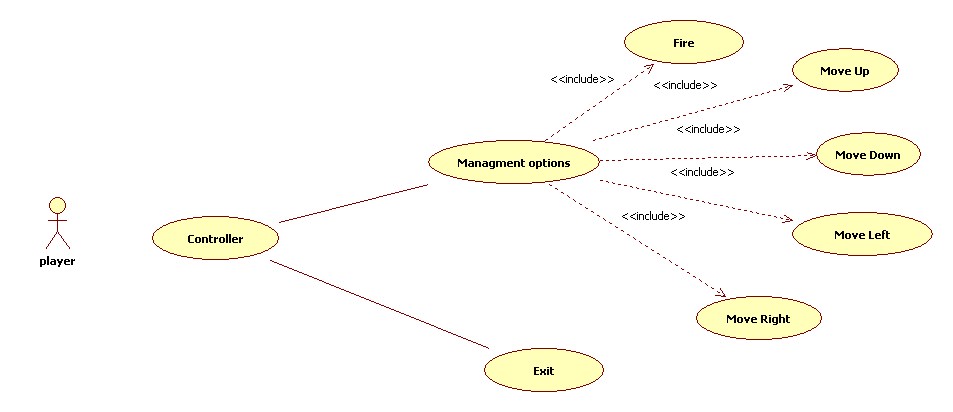 Fire
<<include>>
Move Up
<<include>>
<<include>>
Managment options
Move Down
<<include>>
<<include>>
Move Left
player
Controller
Move Right
Exit